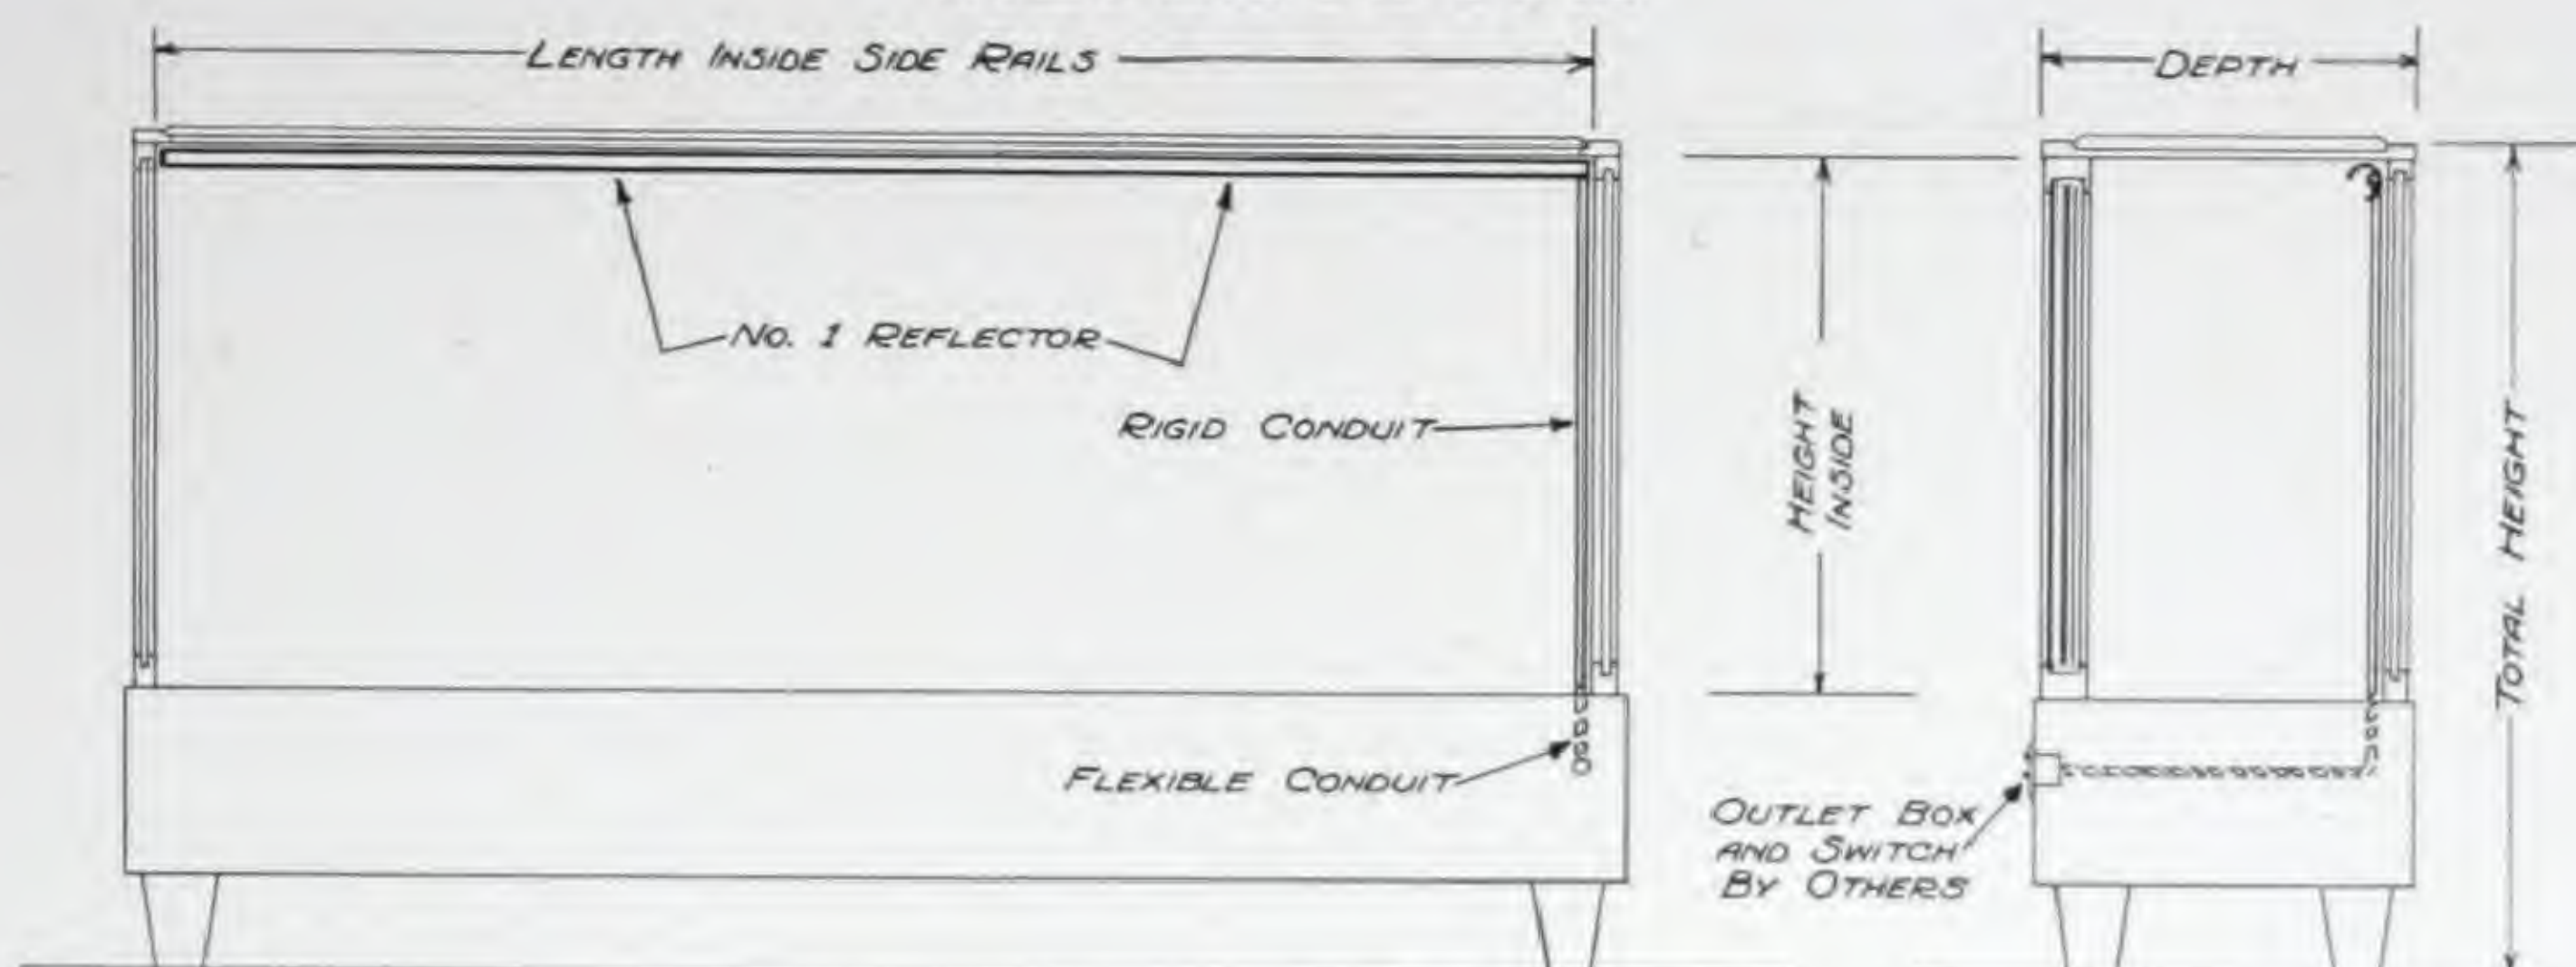 LENGTH INSIDE SIDE RAILS
DEPTH
NO. 1 REFLECTOR
RIGID CONDUIT
HEIGHT
INSIDE
TOTAL HEIGHT
FLEXIBLE CONDUIT
OUTLET BOX
AND SWITCH
BY OTHERS